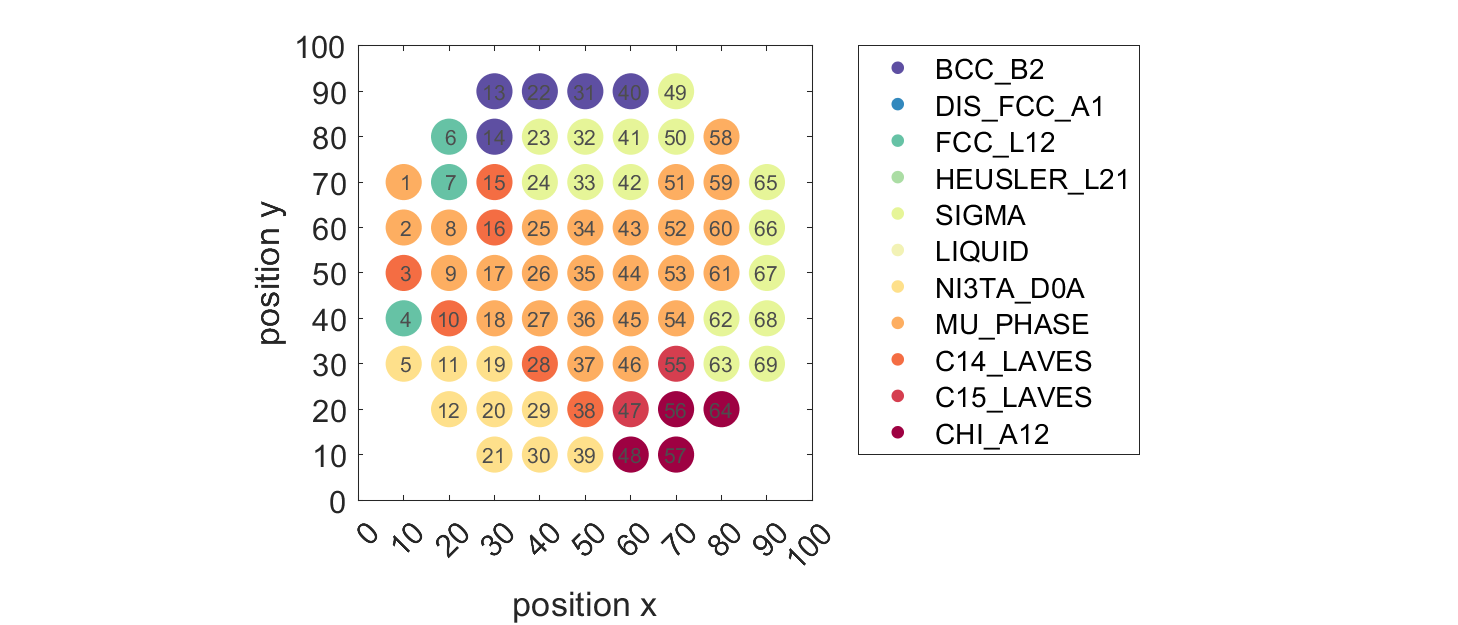 100
90
80
70
60
50
40
30
20
10
0
position y
13 22 31 40 49
6 14 23 32 41 50 58
1 7 15 24 33 42 51 59 65
2 8 16 25 34 43 52 60 66
3 9 17 26 35 44 53 61 67
4 10 18 27 36 45 54 62 68
5 11 19 28 37 46 55 63 69
12 20 29 38 47 56 64
21 30 39 48 57
0 10 20 30 40 50 60 70 80 90 100
position x
BCC_B2
DIS_FCC_A1
FCC_L12
HEUSLER_L21
SIGMA
LIQUID
NI3TA_D0A
MU_PHASE
C14_LAVES
C15_LAVES
CHI_A12